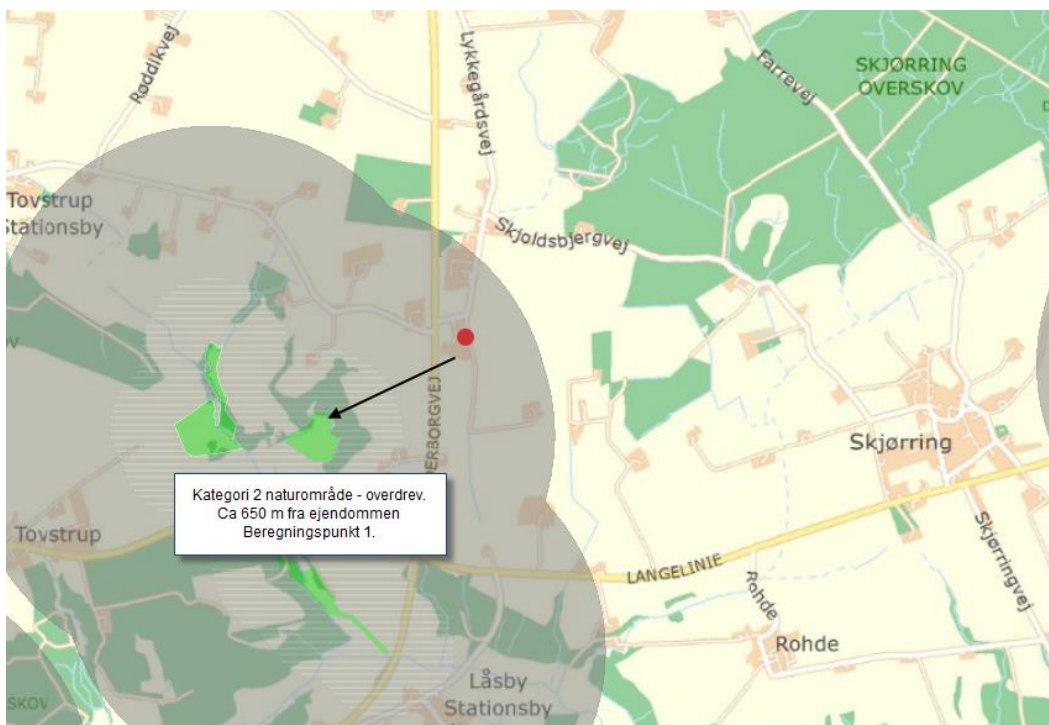 Røddikvej
Lykkegårdsvej
Farrevej
SKJØRRING
OVERSKOV
Tovstrup
Stationsby
Skjoldsbjergvej
DERBORGVEJ
Kategori 2 naturområde - overdrev.
Ca 650 m fra ejendommen
Beregningspunkt 1.
Skjørring
Tovstrup
LANGELINIE
Rohde
Skjørringvej
Rohde
Låsby
Stationsby
SKOV